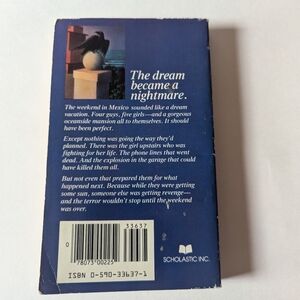 The dream
became a
nightmare.
The weekend in Mexico sounded like a dream
vacation. Four guys, five girls—and a gorgeous
oceanside mansion all to themselves. It should
have been perfect.
Except nothing was going the way they'd
planned. There was the girl upstairs who was
fighting for her life. The phone lines that went
dead. And the explosion in the garage that could
have killed them all.
But not even that prepared them for what
happened next. Because while they were getting
some sun, someone else was getting revenge—
and the terror wouldn't stop until the weekend
was over.
33637
0
78073 00225
ISBN 0-590-33637-1
SCHOLASTIC INC.